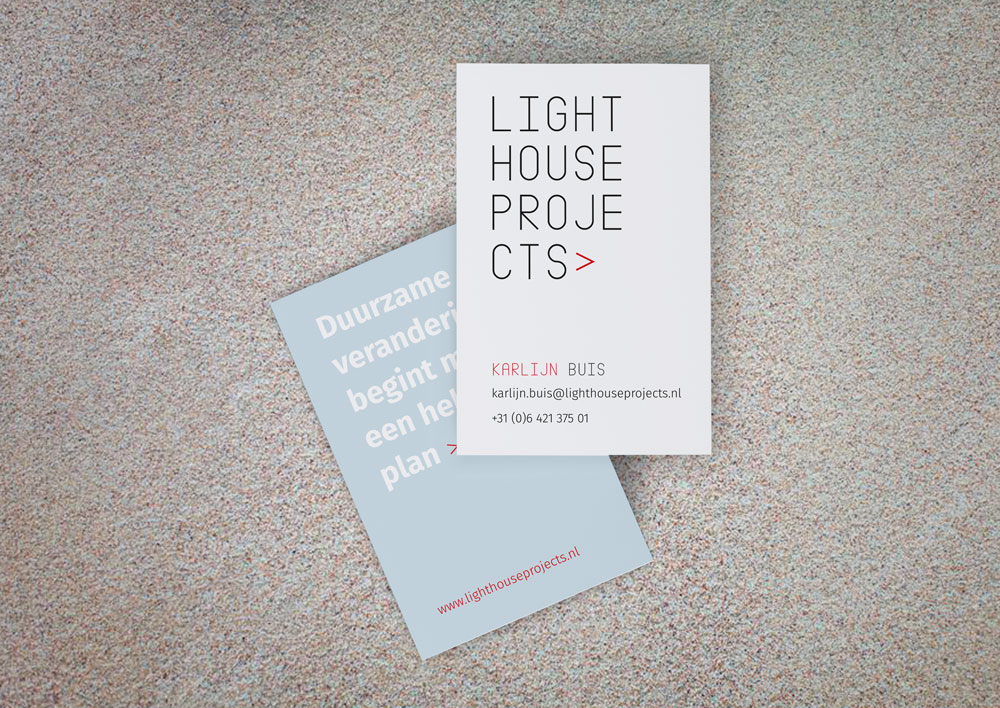 LIGHT
HOUSE
PROJE
CTS>
KARLIJN BUIS
karlijn.buis@lighthouseprojects.nl
+31 (0)6 421 375 01
Duurzame
begint
een
plan >
www.lighthouseprojects.nl